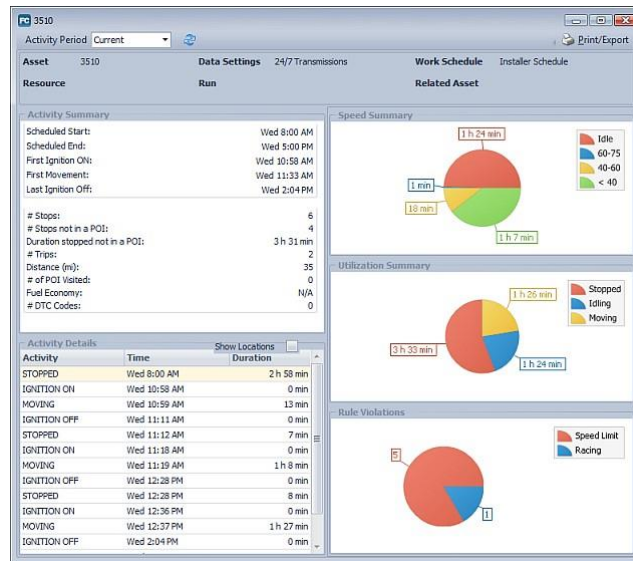 FC 3510
Activity Period Current
Print/Export
Asset 3510 Data Settings 24/7 Transmissions Work Schedule Installer Schedule
Resource Run Related Asset
Activity Summary
Scheduled Start: Wed 8:00 AM
Scheduled End: Wed 5:00 PM
First Ignition ON: Wed 10:58 AM
First Movement: Wed 11:33 AM
Last Ignition Off: Wed 2:04 PM
# Stops: 6
# Stops not in a POI: 4
Duration stopped not in a POI: 3 h 31 min
# Trips: 2
Distance (mi): 35
# of POI Visited: 0
Fuel Economy: N/A
# DTC Codes: 0
Activity Details
Show Locations
Activity Time Duration
STOPPED Wed 8:00 AM 2 h 58 min
IGNITION ON Wed 10:58 AM 0 min
MOVING Wed 10:59 AM 13 min
IGNITION OFF Wed 11:11 AM 0 min
STOPPED Wed 11:12 AM 7 min
IGNITION ON Wed 11:18 AM 0 min
MOVING Wed 11:19 AM 1 h 8 min
IGNITION OFF Wed 12:28 PM 0 min
STOPPED Wed 12:28 PM 8 min
IGNITION ON Wed 12:36 PM 0 min
MOVING Wed 12:37 PM 1 h 27 min
IGNITION OFF Wed 2:04 PM 0 min
Speed Summary
1 h 24 min
1 min
18 min
1 h 7 min
Idle
60-75
40-60
< 40
Utilization Summary
1 h 26 min
3 h 33 min
1 h 24 min
Stopped
Idling
Moving
Rule Violations
5
1
Speed Limit
Racing